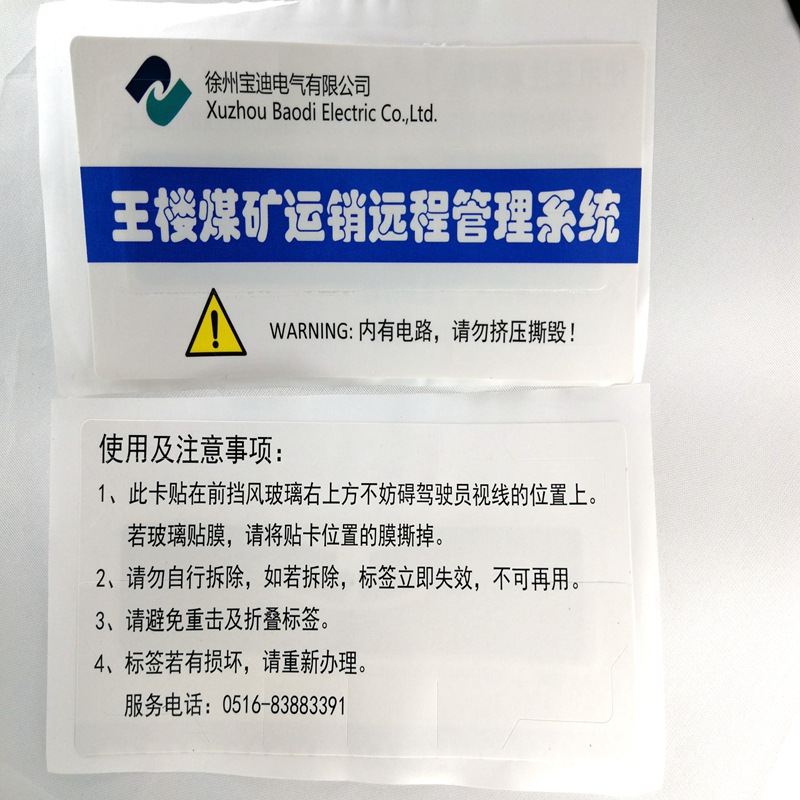 徐州宝迪电气有限公司
Xuzhou Baodi Electric Co.,Ltd.
王楼煤矿运销远程管理系统
WARNING: 内有电路，请勿挤压撕毁！
使用及注意事项：
1、此卡贴在前挡风玻璃右上方不妨碍驾驶员视线的位置上。
若玻璃贴膜，请将贴卡位置的膜撕掉。
2、请勿自行拆除，如若拆除，标签立即失效，不可再用。
3、请避免重击及折叠标签。
4、标签若有损坏，请重新办理。
服务电话：0516-83883391